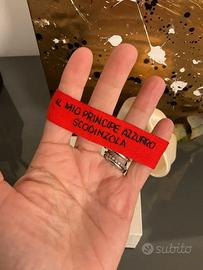 IL MIO PRINCIPE AZZURRO
SCODINZOLA
subito